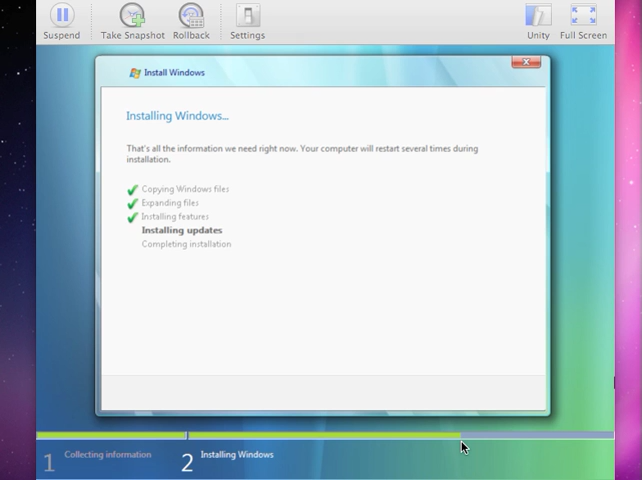 Suspend
Take Snapshot
Rollback
Settings
Unity
Full Screen
Install Windows
Installing Windows...
That's all the information we need right now. Your computer will restart several times during
installation.
Copying Windows files
Expanding files
Installing features
Installing updates
Completing installation
1 Collecting information
2 Installing Windows